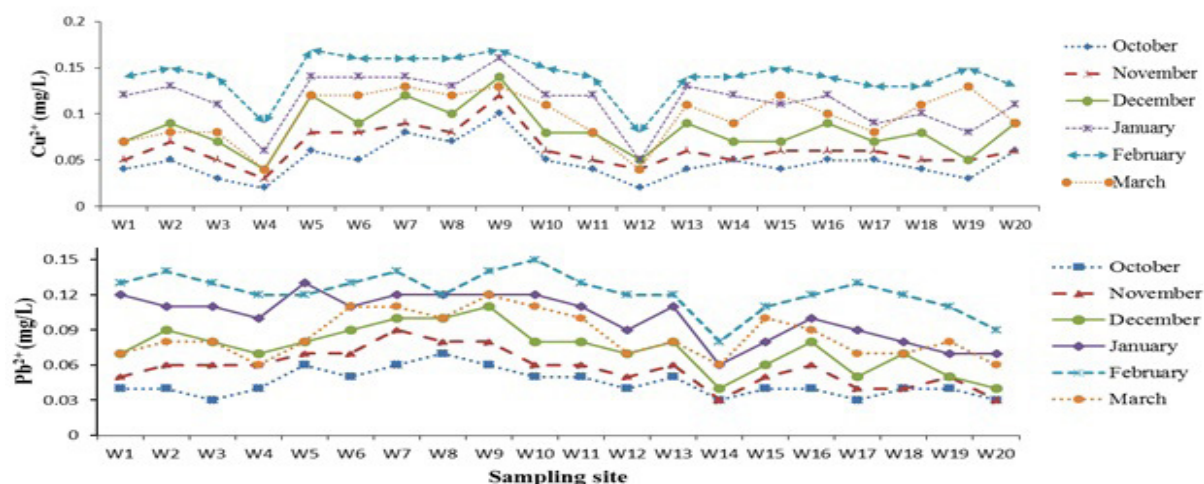 0.2
0.15
0.1
0.05
0
Cu²⁺ (mg/L)
W1 W2 W3 W4 W5 W6 W7 W8 W9 W10 W11 W12 W13 W14 W15 W16 W17 W18 W19 W20
October
November
December
January
February
March
0.15
0.12
0.09
0.06
0.03
0
Pb²⁺ (mg/L)
W1 W2 W3 W4 W5 W6 W7 W8 W9 W10 W11 W12 W13 W14 W15 W16 W17 W18 W19 W20
Sampling site
October
November
December
January
February
March